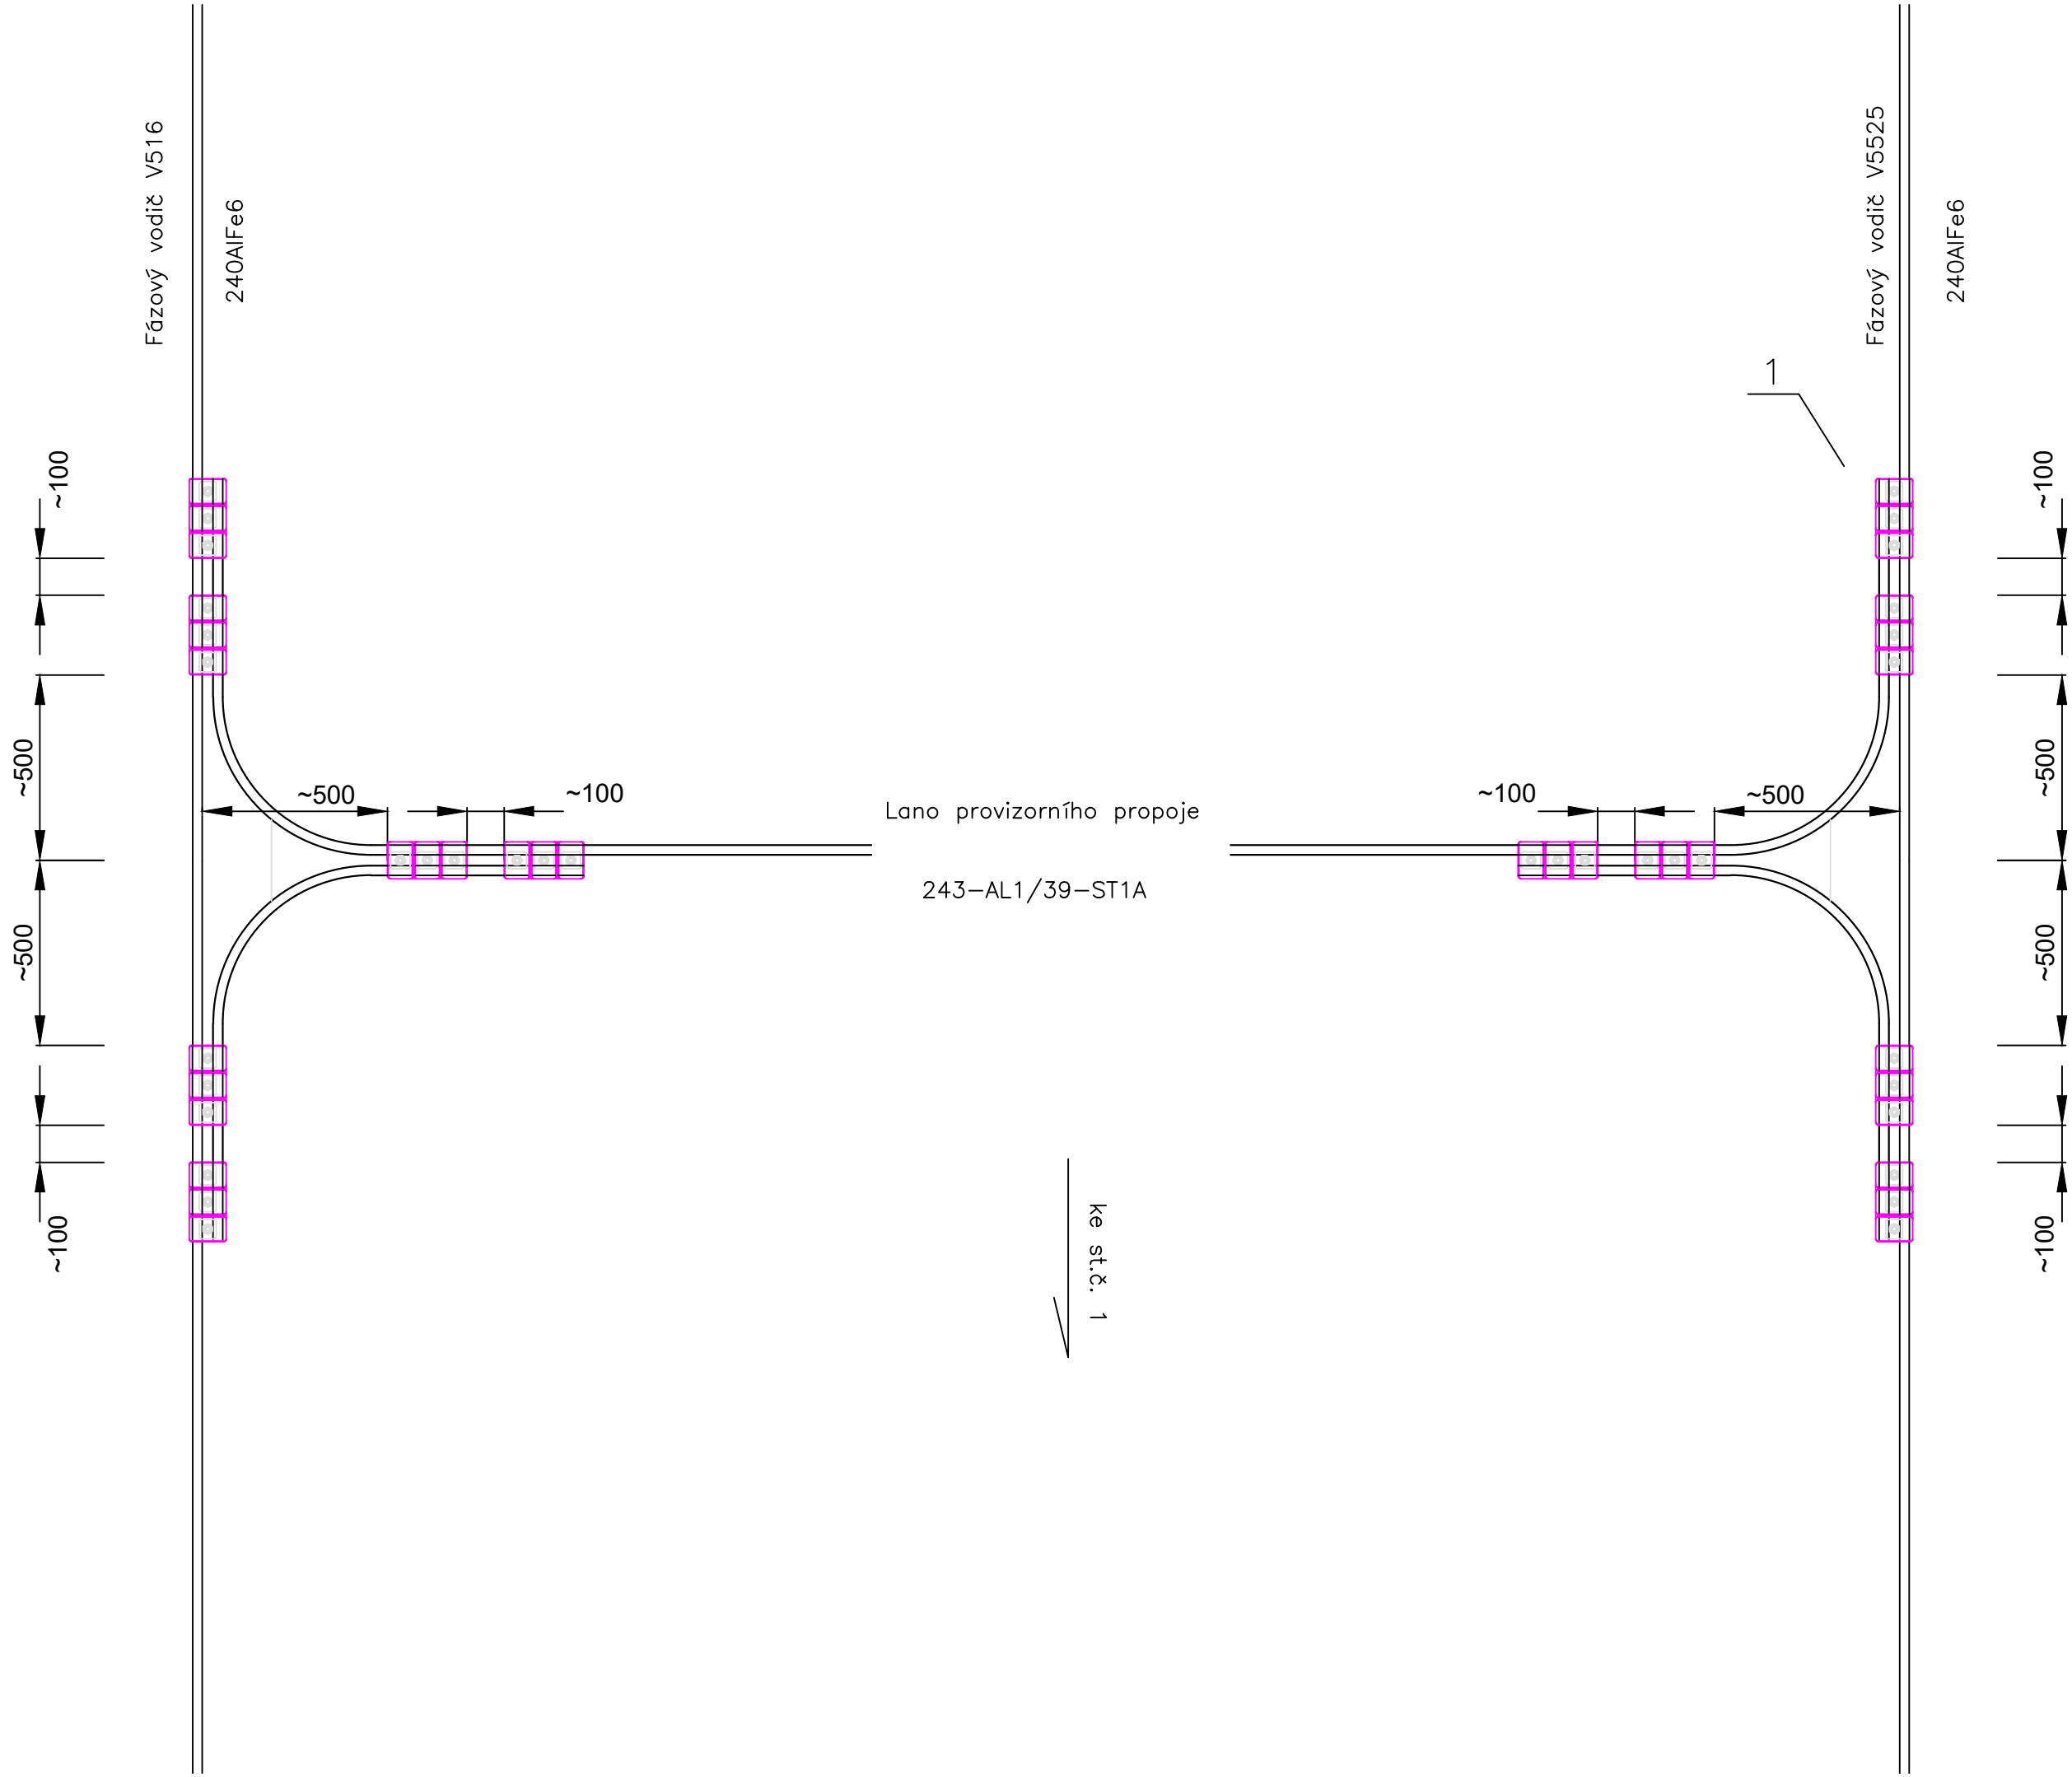 Fázový vodič V516
240AlFe6
Fázový vodič V5525
240AlFe6
1
~100
~100
~500
~500
~500
~100
Lano provizorního propoje
~100
~500
243-AL1/39-ST1A
~500
~500
ke st.č. 1
~100
~100